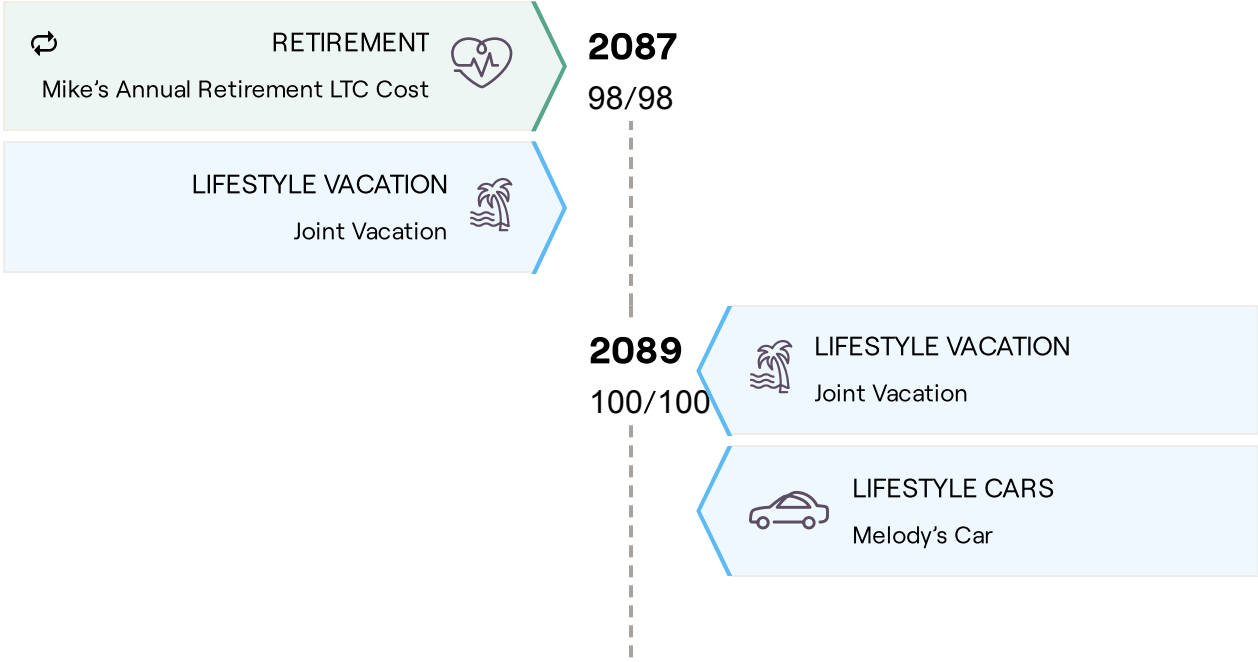 RETIREMENT
Mike’s Annual Retirement LTC Cost
2087
98/98
LIFESTYLE VACATION
Joint Vacation
2089
100/100
LIFESTYLE VACATION
Joint Vacation
LIFESTYLE CARS
Melody’s Car